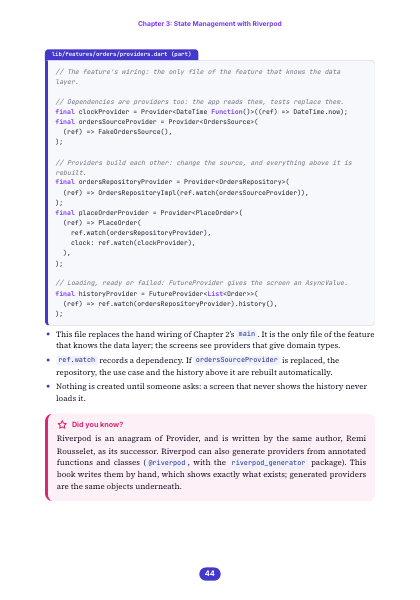 Chapter 3: State Management with Riverpod
lib/features/orders/providers.dart (part)
// The feature's wiring: the only file of the feature that knows the data
layer.
// Dependencies are providers too: the app reads them, tests replace them.
final clockProvider = Provider<DateTime Function()>((ref) => DateTime.now);
final ordersSourceProvider = Provider<OrdersSource>(
(ref) => FakeOrdersSource(),
);
// Providers build each other: change the source, and everything above it is
rebuilt.
final ordersRepositoryProvider = Provider<OrdersRepository>(
(ref) => OrdersRepositoryImpl(ref.watch(ordersSourceProvider)),
);
final placeOrderProvider = Provider<PlaceOrder>(
(ref) => PlaceOrder(
ref.watch(ordersRepositoryProvider),
clock: ref.watch(clockProvider),
),
);
// Loading, ready or failed: FutureProvider gives the screen an AsyncValue.
final historyProvider = FutureProvider<List<Order>>(
(ref) => ref.watch(ordersRepositoryProvider).history(),
);
• This file replaces the hand wiring of Chapter 2's main. It is the only file of the feature
that knows the data layer; the screens see providers that give domain types.
• ref.watch records a dependency. If ordersSourceProvider is replaced, the
repository, the use case and the history above it are rebuilt automatically.
• Nothing is created until someone asks: a screen that never shows the history never
loads it.
Did you know?
Riverpod is an anagram of Provider, and is written by the same author, Remi
Rousselet, as its successor. Riverpod can also generate providers from annotated
functions and classes (@riverpod, with the riverpod_generator package). This
book writes them by hand, which shows exactly what exists; generated providers
are the same objects underneath.
44